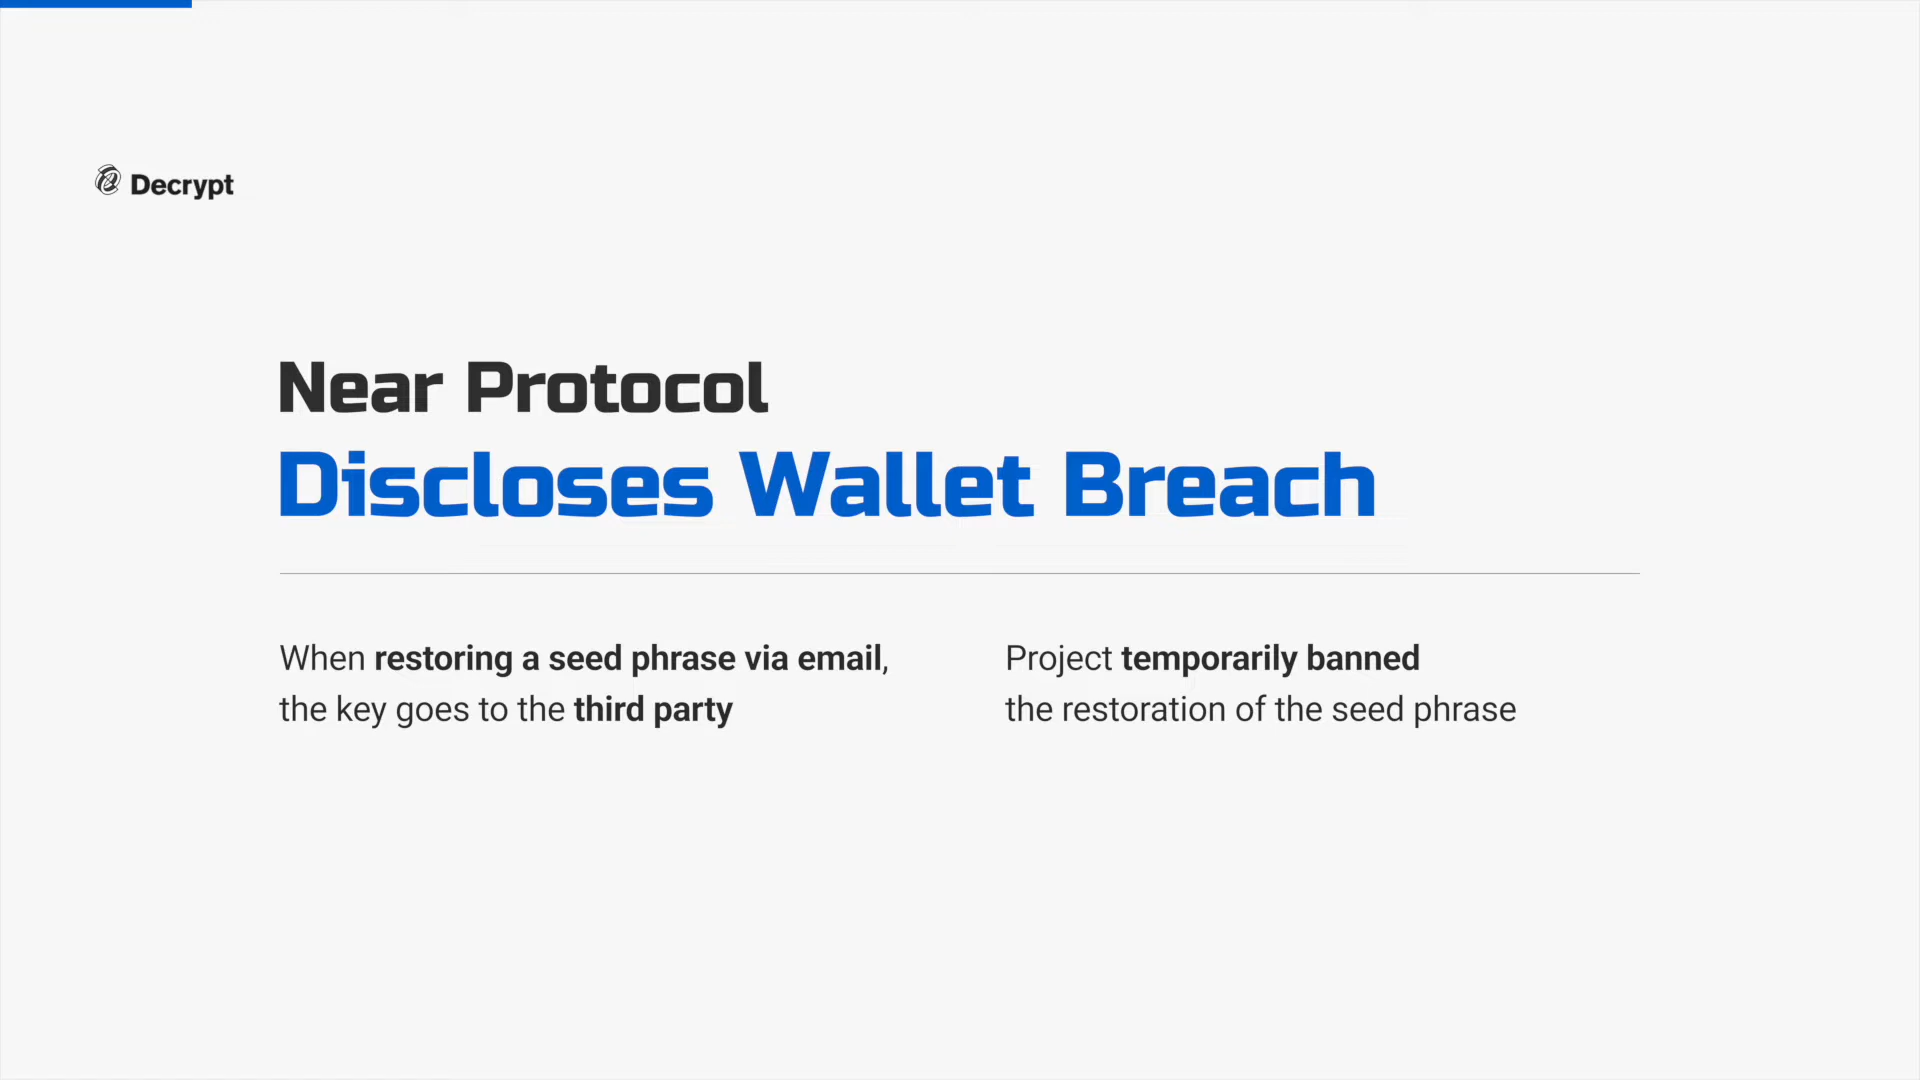 Decrypt
Near Protocol
Discloses Wallet Breach
When restoring a seed phrase via email,
the key goes to the third party
Project temporarily banned
the restoration of the seed phrase